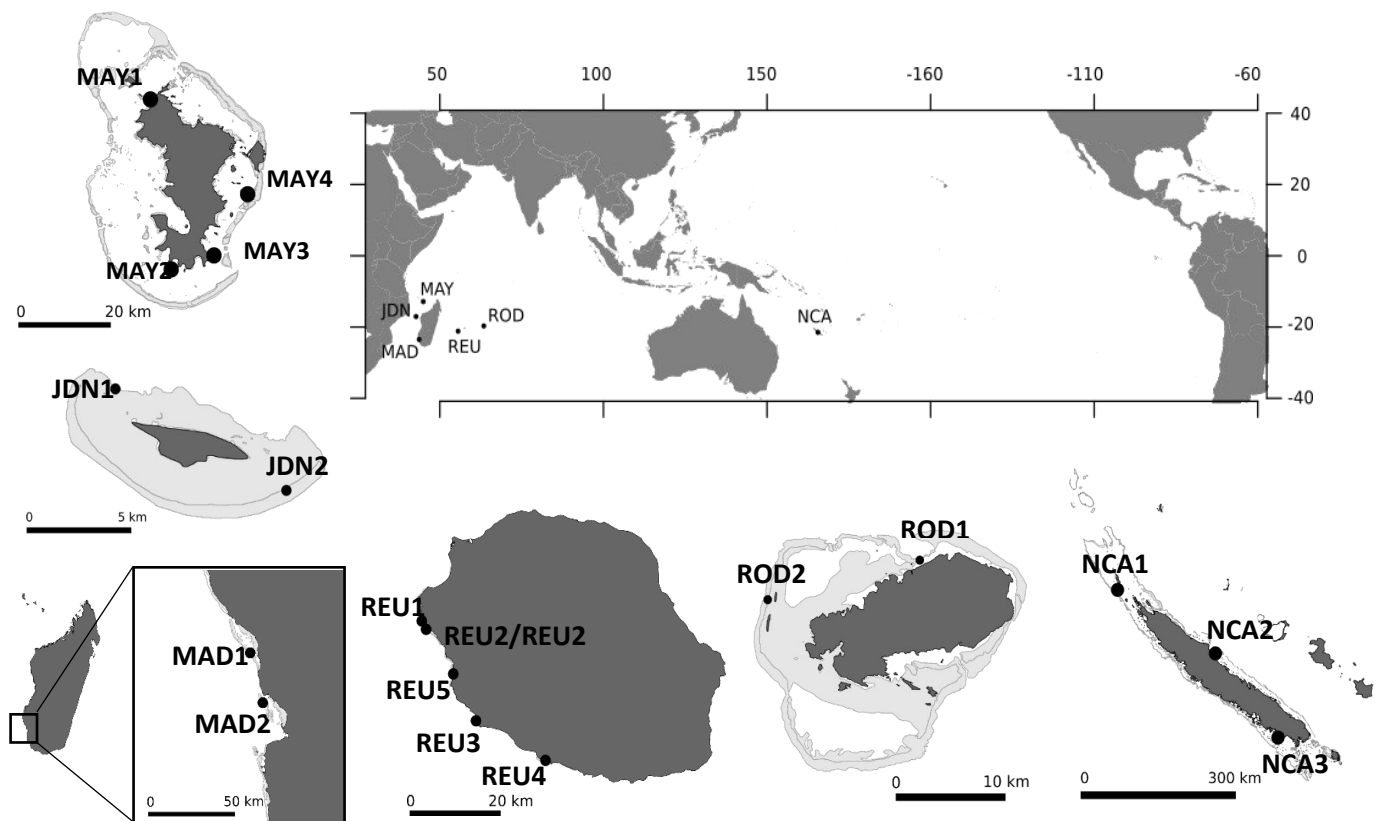 MAY1
MAY4
MAY3
MAY2
0 20 km
50 100 150 -160 -110 -60
40
20
0
-20
-40
MAY
JDN
ROD
NCA
MAD
REU
JDN1
JDN2
0 5 km
MAD1
MAD2
0 50 km
REU1
REU2/REU2
REU5
REU3
REU4
0 20 km
ROD1
ROD2
0 10 km
NCA1
NCA2
NCA3
0 300 km